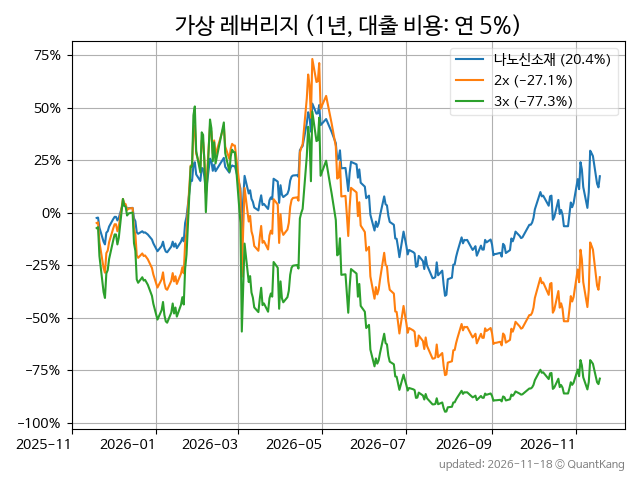 가상 레버리지 (1년, 대출 비용: 연 5%)
75%
50%
25%
0%
−25%
−50%
−75%
−100%
나노신소재 (20.4%)
2x (−27.1%)
3x (−77.3%)
2025-11 2026-01 2026-03 2026-05 2026-07 2026-09 2026-11
updated: 2026-11-18 © QuantKang